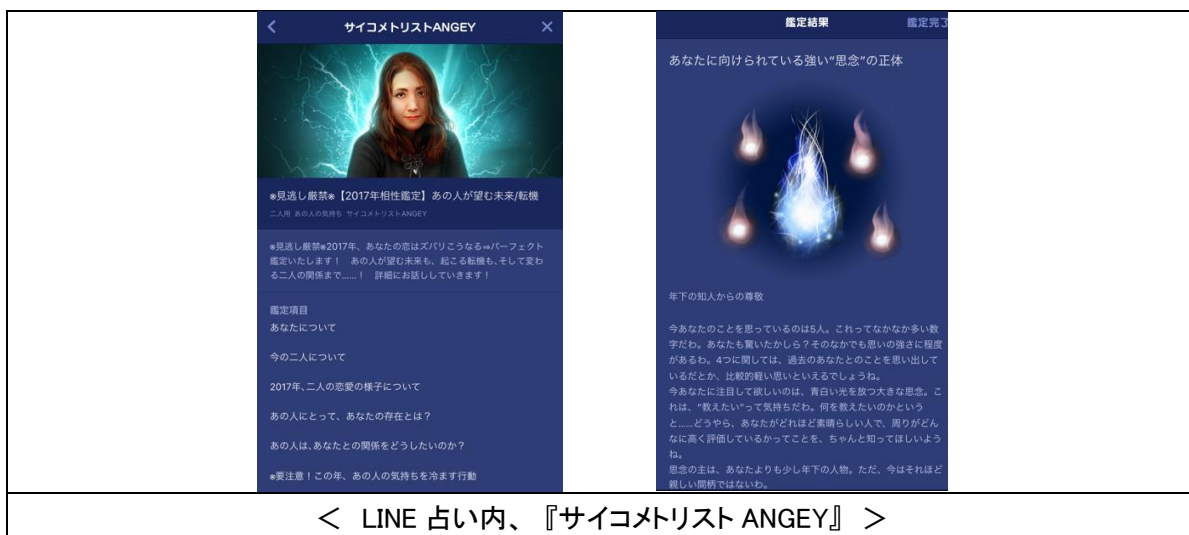 サイコメトリストANGEY
※見逃し厳禁※【2017年相性鑑定】あの人が望む未来/転機
二人用 あの人の気持ち サイコメトリストANGEY
※見逃し厳禁※2017年、あなたの恋はズバリこうなる⇒パーフェクト
鑑定いたします！ あの人が望む未来も、起こる転機も、そして変わ
る二人の関係まで……！ 詳細にお話ししていきます！
鑑定項目
あなたについて
今の二人について
2017年、二人の恋愛の様子について
あの人にとって、あなたの存在とは？
あの人は、あなたとの関係をどうしたいのか？
※要注意！この年、あの人の気持ちを冷ます行動
鑑定結果
鑑定完了
あなたに向けられている強い“思念”の正体
年下の知人からの尊敬
今あなたのことを思っているのは5人。これってなかなか多い数
字だわ。あなたも驚いたかしら？そのなかでも思いの強さに程度
があるわ。4つに関しては、過去のあなたとのことを思い出して
いるだとか、比較的軽い思いといえるでしょうね。
今あなたに注目して欲しいのは、青白い光を放つ大きな思念。こ
れは、“教えたい”って気持ちだわ。何を教えたいのかという
と……どうやら、あなたがどれほど素晴らしい人で、周りがどん
なに高く評価しているかってことを、ちゃんと知ってほしいよう
ね。
思念の主は、あなたよりも少し年下の人物。ただ、今はそれほど
親しい間柄ではないわ。
＜ LINE 占い内、『サイコメトリスト ANGEY』 ＞